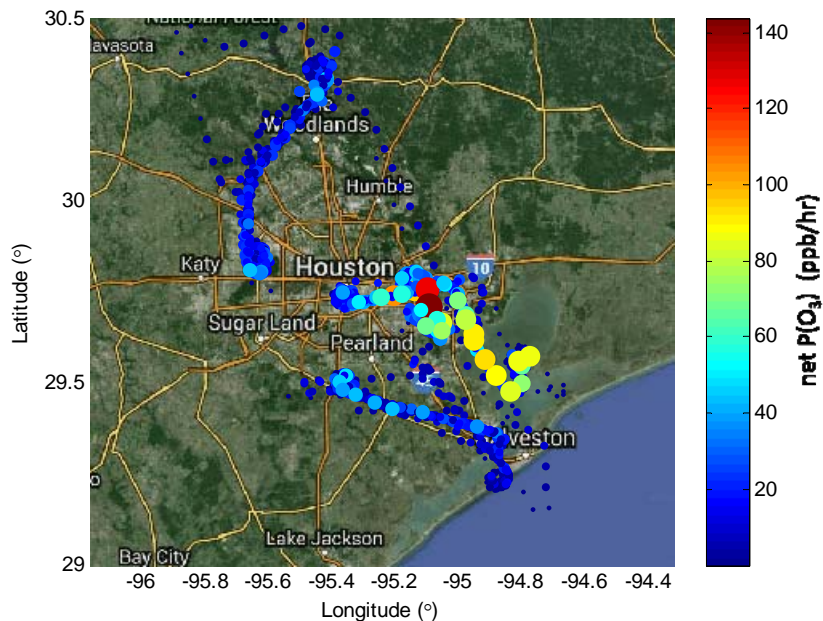 30.5
30
29.5
29
Latitude (°)
-96
-95.8
-95.6
-95.4
-95.2
-95
-94.8
-94.6
-94.4
Longitude (°)
National Forest
avasota
The
Woodlands
Humble
Katy
Houston
10
Sugar Land
Pearland
lveston
o
Lake Jackson
Bay City
140
120
100
80
60
40
20
net P(O₃) (ppb/hr)